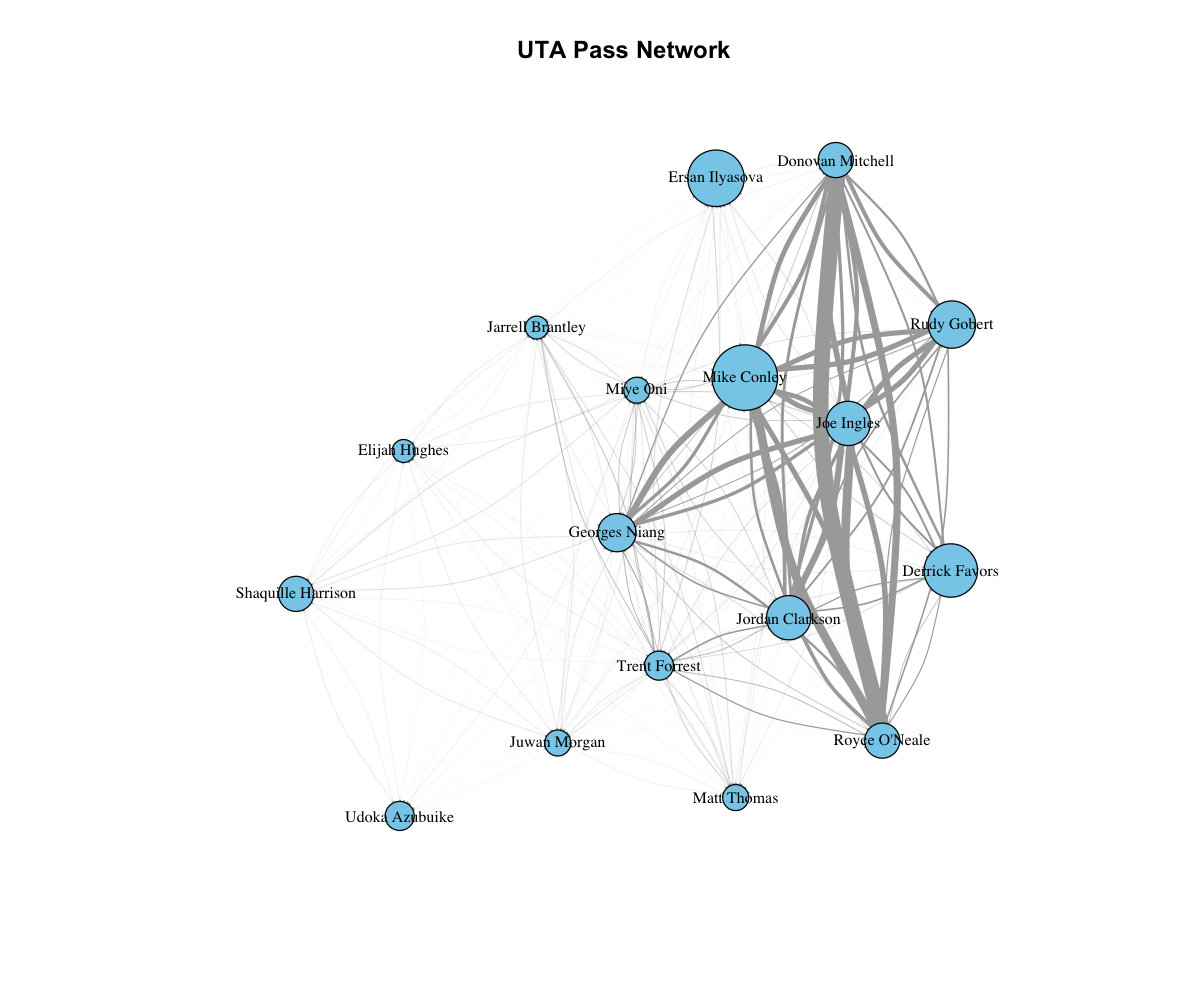 UTA Pass Network
Donovan Mitchell
Ersan Ilyasova
Rudy Gobert
Jarrell Brantley
Mike Conley
Miye Oni
Joe Ingles
Elijah Hughes
Georges Niang
Derrick Favors
Shaquille Harrison
Jordan Clarkson
Trent Forrest
Royce O'Neale
Juwan Morgan
Matt Thomas
Udoka Azubuike